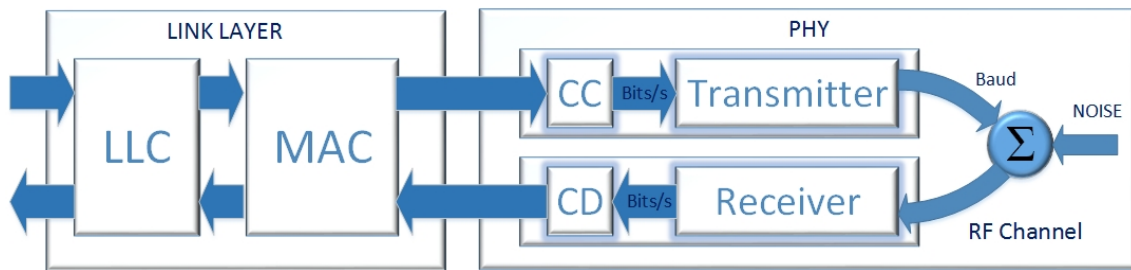 LINK LAYER
PHY
LLC
MAC
CC
Bits/s
Transmitter
Baud
NOISE
Σ
CD
Bits/s
Receiver
RF Channel